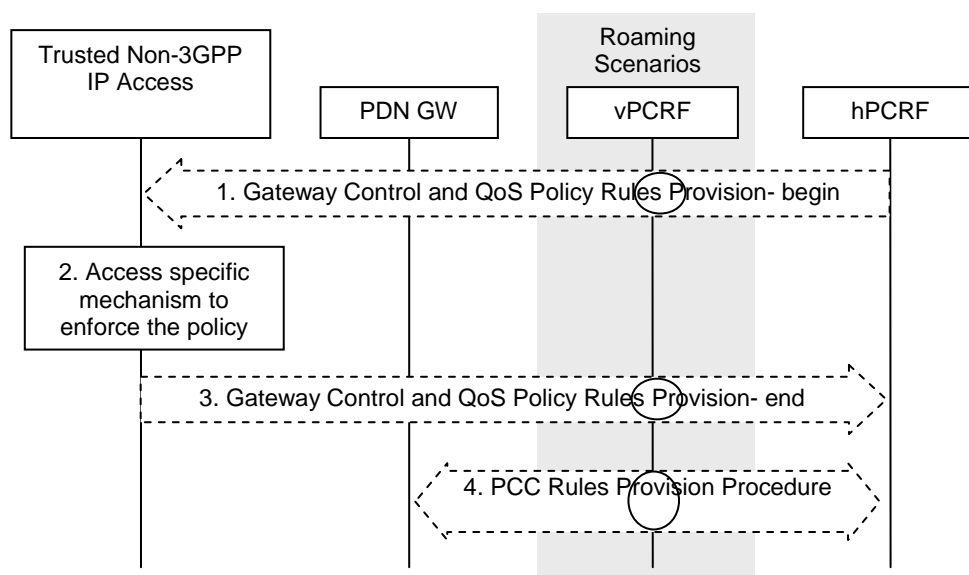 Roaming
Scenarios
Trusted Non-3GPP
IP Access
PDN GW
vPCRF
hPCRF
1. Gateway Control and QoS Policy Rules Provision- begin
2. Access specific
mechanism to
enforce the policy
3. Gateway Control and QoS Policy Rules Provision- end
4. PCC Rules Provision Procedure